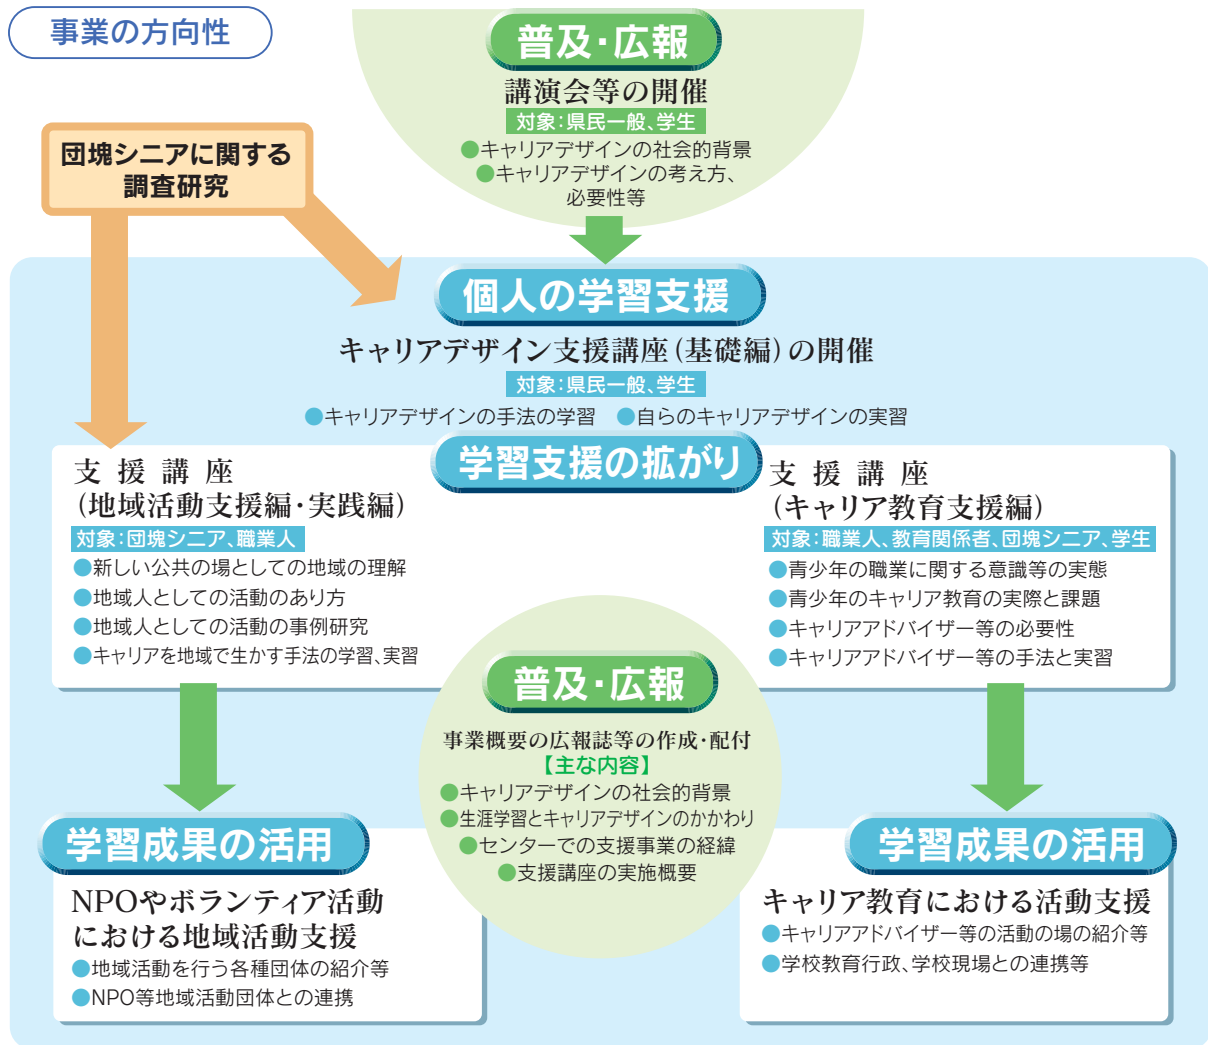 事業の方向性
普及・広報
講演会等の開催
対象：県民一般、学生
●キャリアデザインの社会的背景
●キャリアデザインの考え方、
必要性等
団塊シニアに関する
調査研究
個人の学習支援
キャリアデザイン支援講座（基礎編）の開催
対象：県民一般、学生
●キャリアデザインの手法の学習　●自らのキャリアデザインの実習
学習支援の拡がり
支援講座
（地域活動支援編・実践編）
対象：団塊シニア、職業人
●新しい公共の場としての地域の理解
●地域人としての活動のあり方
●地域人としての活動の事例研究
●キャリアを地域で生かす手法の学習、実習
支援講座
（キャリア教育支援編）
対象：職業人、教育関係者、団塊シニア、学生
●青少年の職業に関する意識等の実態
●青少年のキャリア教育の実際と課題
●キャリアアドバイザー等の必要性
●キャリアアドバイザー等の手法と実習
普及・広報
事業概要の広報誌等の作成・配付
【主な内容】
●キャリアデザインの社会的背景
●生涯学習とキャリアデザインのかかわり
●センターでの支援事業の経緯
●支援講座の実施概要
学習成果の活用
NPOやボランティア活動
における地域活動支援
●地域活動を行う各種団体の紹介等
●NPO等地域活動団体との連携
学習成果の活用
キャリア教育における活動支援
●キャリアアドバイザー等の活動の場の紹介等
●学校教育行政、学校現場との連携等